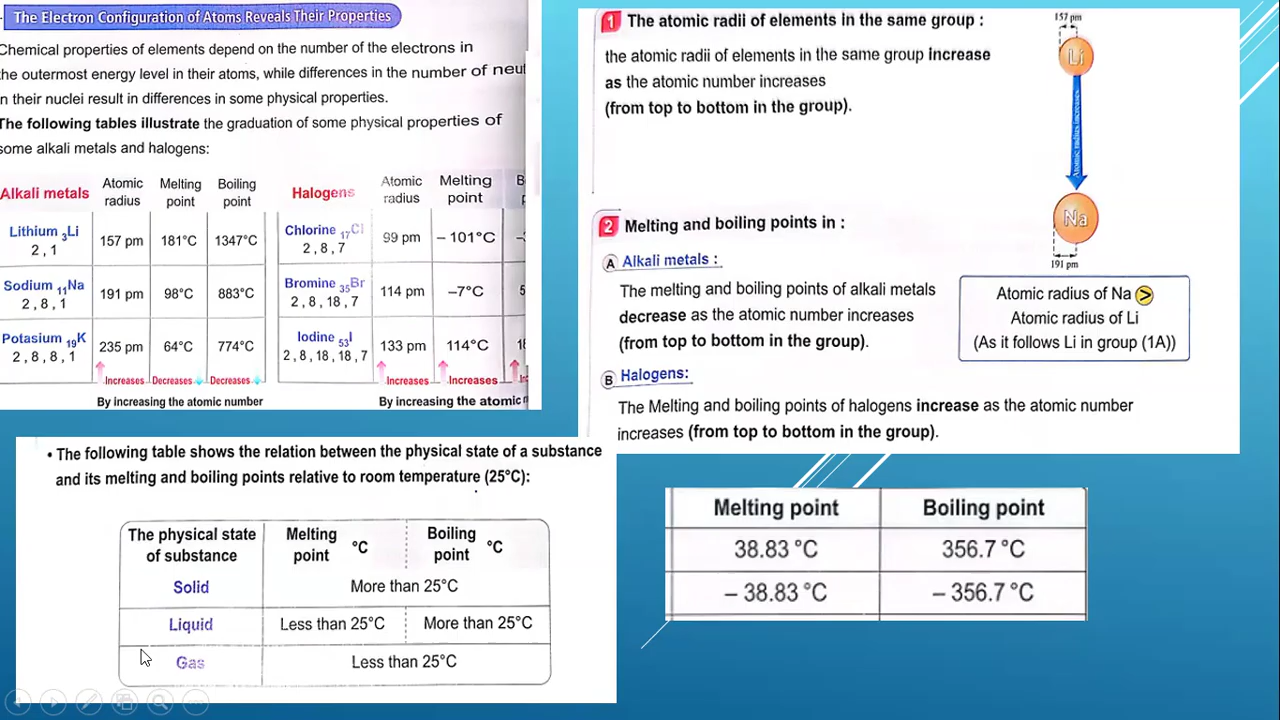 The Electron Configuration of Atoms Reveals Their Properties
Chemical properties of elements depend on the number of the electrons in
the outermost energy level in their atoms, while differences in the number of neut
n their nuclei result in differences in some physical properties.
The following tables illustrate the graduation of some physical properties of
some alkali metals and halogens:
Alkali metals Atomic radius Melting point Boiling point
Lithium ₃Li 2 , 1 157 pm 181°C 1347°C
Sodium ₁₁Na 2 , 8 , 1 191 pm 98°C 883°C
Potasium ₁₉K 2 , 8 , 8 , 1 235 pm 64°C 774°C
Increases Decreases Decreases
By increasing the atomic number
Halogens Atomic radius Melting point B
Chlorine ₁₇Cl 2 , 8 , 7 99 pm – 101°C
Bromine ₃₅Br 2 , 8 , 18 , 7 114 pm –7°C 5
Iodine ₅₃I 2 , 8 , 18 , 18 , 7 133 pm 114°C 18
Increases Increases
By increasing the atomic
1 The atomic radii of elements in the same group :
the atomic radii of elements in the same group increase
as the atomic number increases
(from top to bottom in the group).
157 pm
Li
Atomic radius increases
Na
191 pm
2 Melting and boiling points in :
A Alkali metals :
The melting and boiling points of alkali metals
decrease as the atomic number increases
(from top to bottom in the group).
Atomic radius of Na >
Atomic radius of Li
(As it follows Li in group (1A))
B Halogens:
The Melting and boiling points of halogens increase as the atomic number
increases (from top to bottom in the group).
• The following table shows the relation between the physical state of a substance
and its melting and boiling points relative to room temperature (25°C):
The physical state of substance Melting point °C Boiling point °C
Solid More than 25°C
Liquid Less than 25°C More than 25°C
Gas Less than 25°C
Melting point Boiling point
38.83 °C 356.7 °C
– 38.83 °C – 356.7 °C